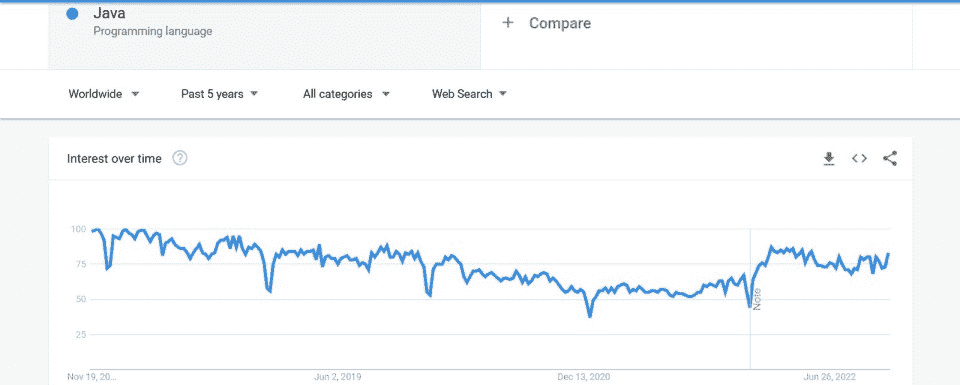 Java
Programming language
+ Compare
Worldwide
Past 5 years
All categories
Web Search
Interest over time ?
100
75
50
25
Note
Nov 19, 20...
Jun 2, 2019
Dec 13, 2020
Jun 26, 2022